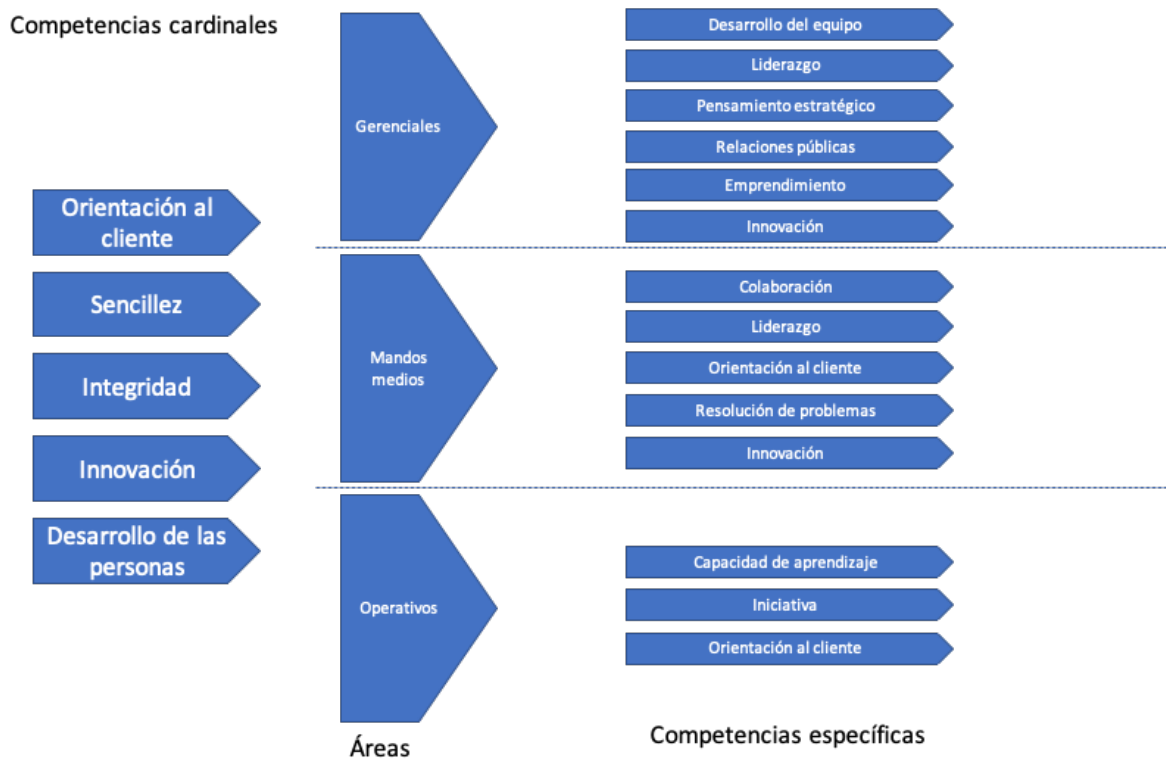 Competencias cardinales
Orientación al
cliente
Sencillez
Integridad
Innovación
Desarrollo de las
personas
Gerenciales
Desarrollo del equipo
Liderazgo
Pensamiento estratégico
Relaciones públicas
Emprendimiento
Innovación
Mandos
medios
Colaboración
Liderazgo
Orientación al cliente
Resolución de problemas
Innovación
Operativos
Capacidad de aprendizaje
Iniciativa
Orientación al cliente
Áreas
Competencias específicas